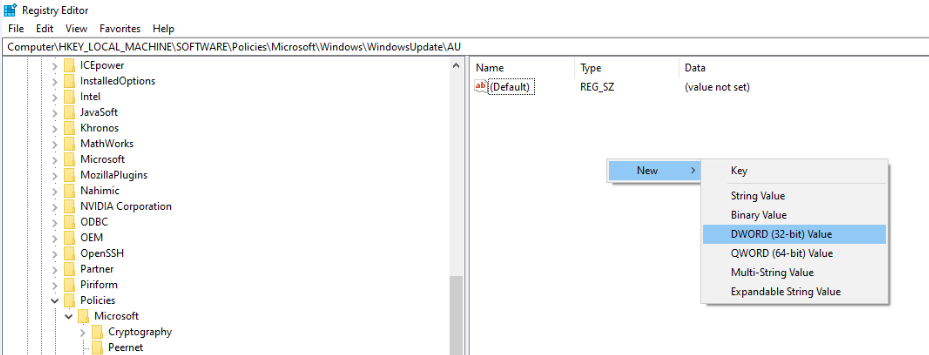 Registry Editor
File Edit View Favorites Help
Computer\HKEY_LOCAL_MACHINE\SOFTWARE\Policies\Microsoft\Windows\WindowsUpdate\AU
ICEpower
InstalledOptions
Intel
JavaSoft
Khronos
MathWorks
Microsoft
MozillaPlugins
Nahimic
NVIDIA Corporation
ODBC
OEM
OpenSSH
Partner
Piriform
Policies
Microsoft
Cryptography
Peernet
Name Type Data
ab (Default) REG_SZ (value not set)
New
Key
String Value
Binary Value
DWORD (32-bit) Value
QWORD (64-bit) Value
Multi-String Value
Expandable String Value